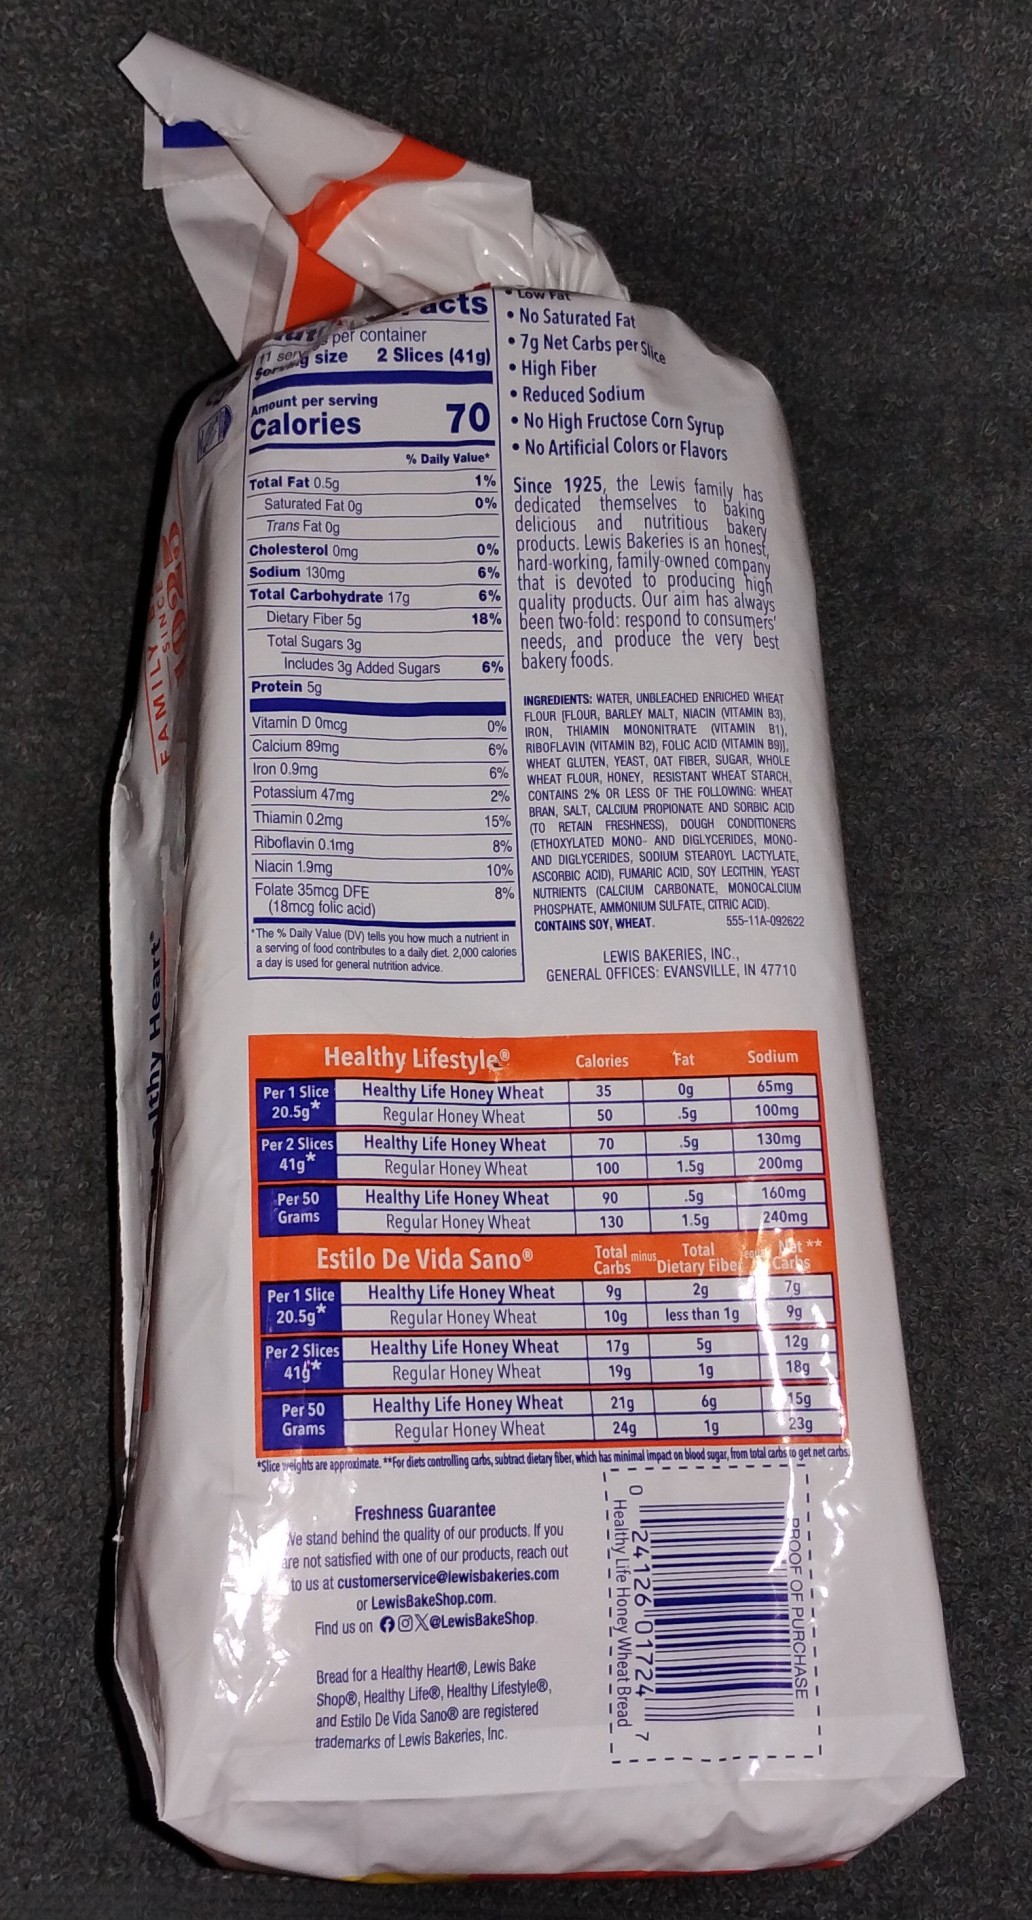 FAMILY
SINCE
1925
lthy Heart®
acts
11 per container
size 2 Slices (41g)
Amount per serving
Calories 70
% Daily Value*
Total Fat 0.5g 1%
Saturated Fat 0g 0%
Trans Fat 0g
Cholesterol 0mg 0%
Sodium 130mg 6%
Total Carbohydrate 17g 6%
Dietary Fiber 5g 18%
Total Sugars 3g
Includes 3g Added Sugars 6%
Protein 5g
Vitamin D 0mcg 0%
Calcium 89mg 6%
Iron 0.9mg 6%
Potassium 47mg 2%
Thiamin 0.2mg 15%
Riboflavin 0.1mg 8%
Niacin 1.9mg 10%
Folate 35mcg DFE 8%
(18mcg folic acid)
*The % Daily Value (DV) tells you how much a nutrient in
a serving of food contributes to a daily diet. 2,000 calories
a day is used for general nutrition advice.
• Low Fat
• No Saturated Fat
• 7g Net Carbs per Slice
• High Fiber
• Reduced Sodium
• No High Fructose Corn Syrup
• No Artificial Colors or Flavors
Since 1925, the Lewis family has
dedicated themselves to baking
delicious and nutritious bakery
products. Lewis Bakeries is an honest,
hard-working, family-owned company
that is devoted to producing high
quality products. Our aim has always
been two-fold: respond to consumers'
needs, and produce the very best
bakery foods.
INGREDIENTS: WATER, UNBLEACHED ENRICHED WHEAT
FLOUR [FLOUR, BARLEY MALT, NIACIN (VITAMIN B3),
IRON, THIAMIN MONONITRATE (VITAMIN B1),
RIBOFLAVIN (VITAMIN B2), FOLIC ACID (VITAMIN B9)],
WHEAT GLUTEN, YEAST, OAT FIBER, SUGAR, WHOLE
WHEAT FLOUR, HONEY, RESISTANT WHEAT STARCH,
CONTAINS 2% OR LESS OF THE FOLLOWING: WHEAT
BRAN, SALT, CALCIUM PROPIONATE AND SORBIC ACID
(TO RETAIN FRESHNESS), DOUGH CONDITIONERS
(ETHOXYLATED MONO- AND DIGLYCERIDES, MONO-
AND DIGLYCERIDES, SODIUM STEAROYL LACTYLATE,
ASCORBIC ACID), FUMARIC ACID, SOY LECITHIN, YEAST
NUTRIENTS (CALCIUM CARBONATE, MONOCALCIUM
PHOSPHATE, AMMONIUM SULFATE, CITRIC ACID).
CONTAINS SOY, WHEAT. 555-11A-092622
LEWIS BAKERIES, INC.,
GENERAL OFFICES: EVANSVILLE, IN 47710
Healthy Lifestyle® Calories Fat Sodium
Per 1 Slice 20.5g* Healthy Life Honey Wheat 35 0g 65mg
Regular Honey Wheat 50 .5g 100mg
Per 2 Slices 41g* Healthy Life Honey Wheat 70 .5g 130mg
Regular Honey Wheat 100 1.5g 200mg
Per 50 Grams Healthy Life Honey Wheat 90 .5g 160mg
Regular Honey Wheat 130 1.5g 240mg
Estilo De Vida Sano® Total Carbs minus Total Dietary Fiber Net ** Carbs
Per 1 Slice 20.5g* Healthy Life Honey Wheat 9g 2g 7g
Regular Honey Wheat 10g less than 1g 9g
Per 2 Slices 41g* Healthy Life Honey Wheat 17g 5g 12g
Regular Honey Wheat 19g 1g 18g
Per 50 Grams Healthy Life Honey Wheat 21g 6g 15g
Regular Honey Wheat 24g 1g 23g
*Slice weights are approximate. **For diets controlling carbs, subtract dietary fiber, which has minimal impact on blood sugar, from total carbs to get net carbs.
Freshness Guarantee
We stand behind the quality of our products. If you
are not satisfied with one of our products, reach out
to us at customerservice@lewisbakeries.com
or LewisBakeShop.com.
Find us on @LewisBakeShop.
Bread for a Healthy Heart®, Lewis Bake
Shop®, Healthy Life®, Healthy Lifestyle®,
and Estilo De Vida Sano® are registered
trademarks of Lewis Bakeries, Inc.
PROOF OF PURCHASE
0 24126 01724 7
Healthy Life Honey Wheat Bread